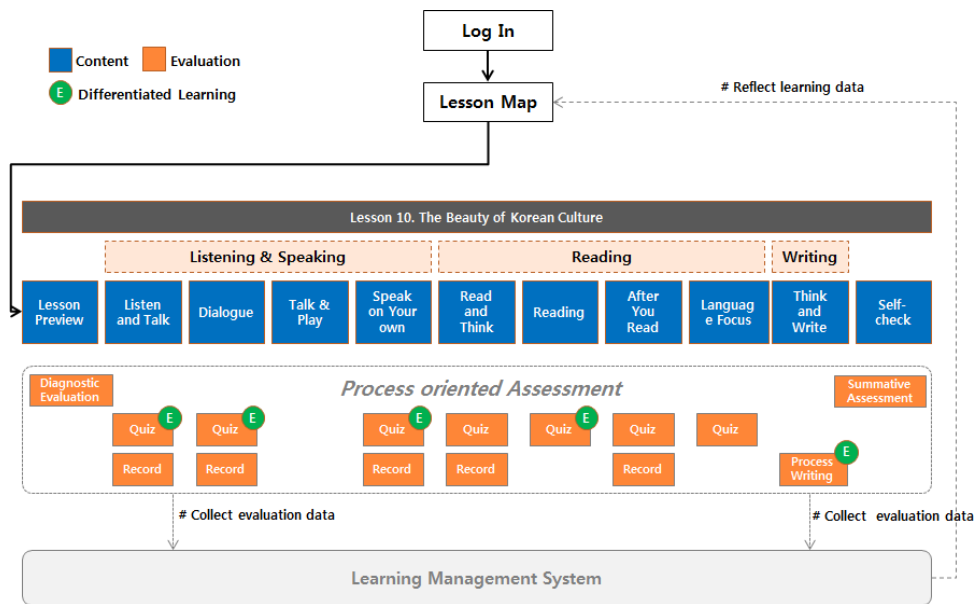 Log In
Content
Evaluation
E
Differentiated Learning
Lesson Map
# Reflect learning data
Lesson 10. The Beauty of Korean Culture
Listening & Speaking
Reading
Writing
Lesson
Preview
Listen
and Talk
Dialogue
Talk &
Play
Speak
on Your
own
Read
and
Think
Reading
After
You
Read
Languag
e Focus
Think
and
Write
Self-
check
Process oriented Assessment
Diagnostic
Evaluation
Summative
Assessment
Quiz
E
Quiz
E
Quiz
E
Quiz
Quiz
E
Quiz
Quiz
Record
Record
Record
Record
Record
Process
Writing
E
# Collect evaluation data
# Collect evaluation data
Learning Management System